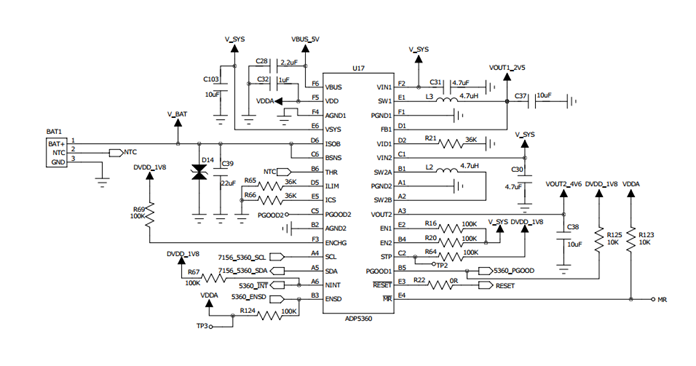 V_SYS
VBUS_5V
V_SYS
U17
C28
2.2uF
C103
10uF
C32
1uF
VDDA
V_BAT
F6 VBUS
F5 VDD
F4 AGND1
E6 VSYS
D6 ISOB
C6 BSNS
B6 THR
D5 ILIM
E5 ICS
C5 PGOOD2
B2 AGND2
F3 ENCHG
A4 SCL
A5 SDA
A6 NINT
B3 ENSD
VIN1 F2
SW1 E1
PGND1 F1
FB1 D1
VID1 D2
VIN2 C1
SW2A B1
PGND2 A1
SW2B A2
VOUT2 A3
EN1 E2
EN2 B4
STP C2
PGOOD1 B5
RESET E3
MR E4
ADP5360
C31
4.7uF
VOUT1_2V5
L3
4.7uH
C37
10uF
R21
36K
V_SYS
L2
4.7uH
C30
4.7uF
VOUT2_4V6
DVDD_1V8
VDDA
BAT1
BAT+ 1
NTC 2
GND 3
NTC
D14
C39
22uF
NTC
R65
36K
R66
36K
PGOOD2
DVDD_1V8
R69
100K
DVDD_1V8
7156_5360_SCL
7156_5360_SDA
R67
100K
5360_INT
VDDA
5360_ENSD
R124
100K
TP3
R16
100K
R20
100K
V_SYS
DVDD_1V8
R64
100K
TP2
C38
10uF
R125
10K
R123
10K
5360_PGOOD
R22
0R
RESET
MR